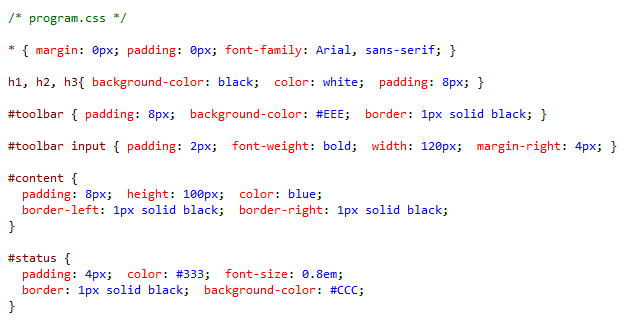 /* program.css */
* { margin: 0px; padding: 0px; font-family: Arial, sans-serif; }
h1, h2, h3{ background-color: black;  color: white;  padding: 8px; }
#toolbar { padding: 8px;  background-color: #EEE;  border: 1px solid black; }
#toolbar input { padding: 2px;  font-weight: bold;  width: 120px;  margin-right: 4px; }
#content {
  padding: 8px;  height: 100px;  color: blue;
  border-left: 1px solid black;  border-right: 1px solid black;
}
#status {
  padding: 4px;  color: #333;  font-size: 0.8em;
  border: 1px solid black;  background-color: #CCC;
}